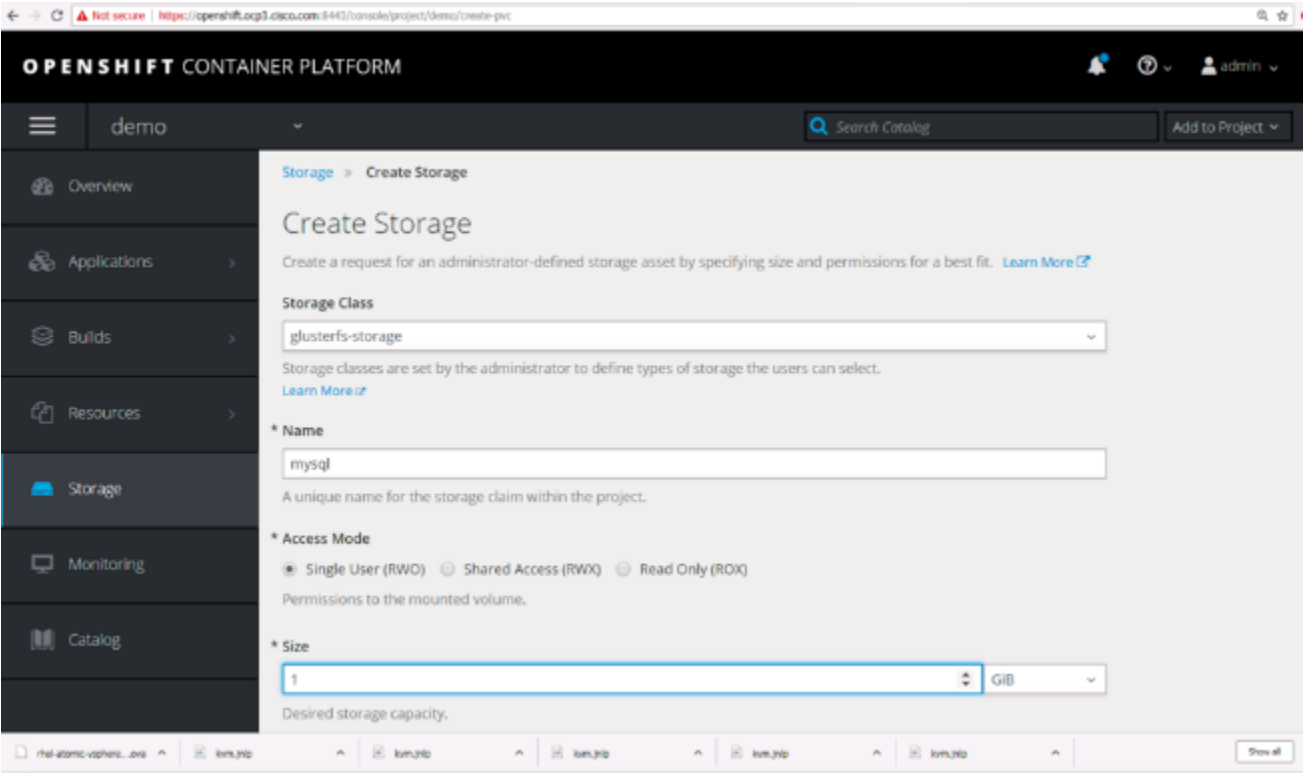 Not secure | https://openshift.ocp3.cisco.com:8443/console/project/demo/create-pvc
OPENSHIFT CONTAINER PLATFORM
admin
demo
Search Catalog
Add to Project
Overview
Applications
Builds
Resources
Storage
Monitoring
Catalog
Storage » Create Storage
Create Storage
Create a request for an administrator-defined storage asset by specifying size and permissions for a best fit. Learn More
Storage Class
glusterfs-storage
Storage classes are set by the administrator to define types of storage the users can select.
Learn More
* Name
mysql
A unique name for the storage claim within the project.
* Access Mode
Single User (RWO) Shared Access (RWX) Read Only (ROX)
Permissions to the mounted volume.
* Size
1 GiB
Desired storage capacity.
rhel-atomic-vsphere....ova kvm.jnlp kvm.jnlp kvm.jnlp kvm.jnlp kvm.jnlp Show all